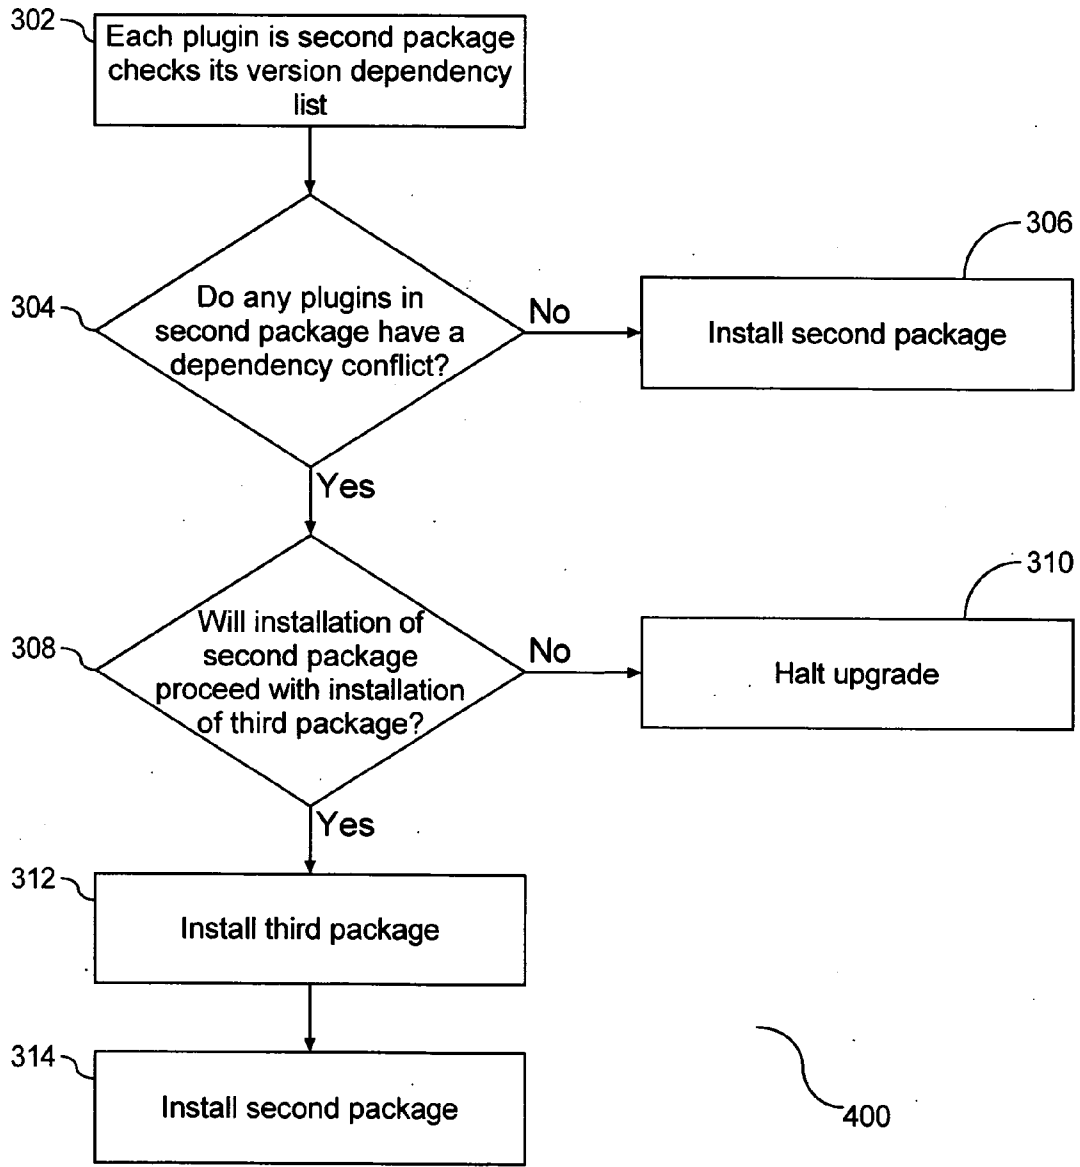 302
Each plugin is second package
checks its version dependency
list
304
Do any plugins in
second package have a
dependency conflict?
No
306
Install second package
Yes
308
Will installation of
second package
proceed with installation
of third package?
No
310
Halt upgrade
Yes
312
Install third package
314
Install second package
400